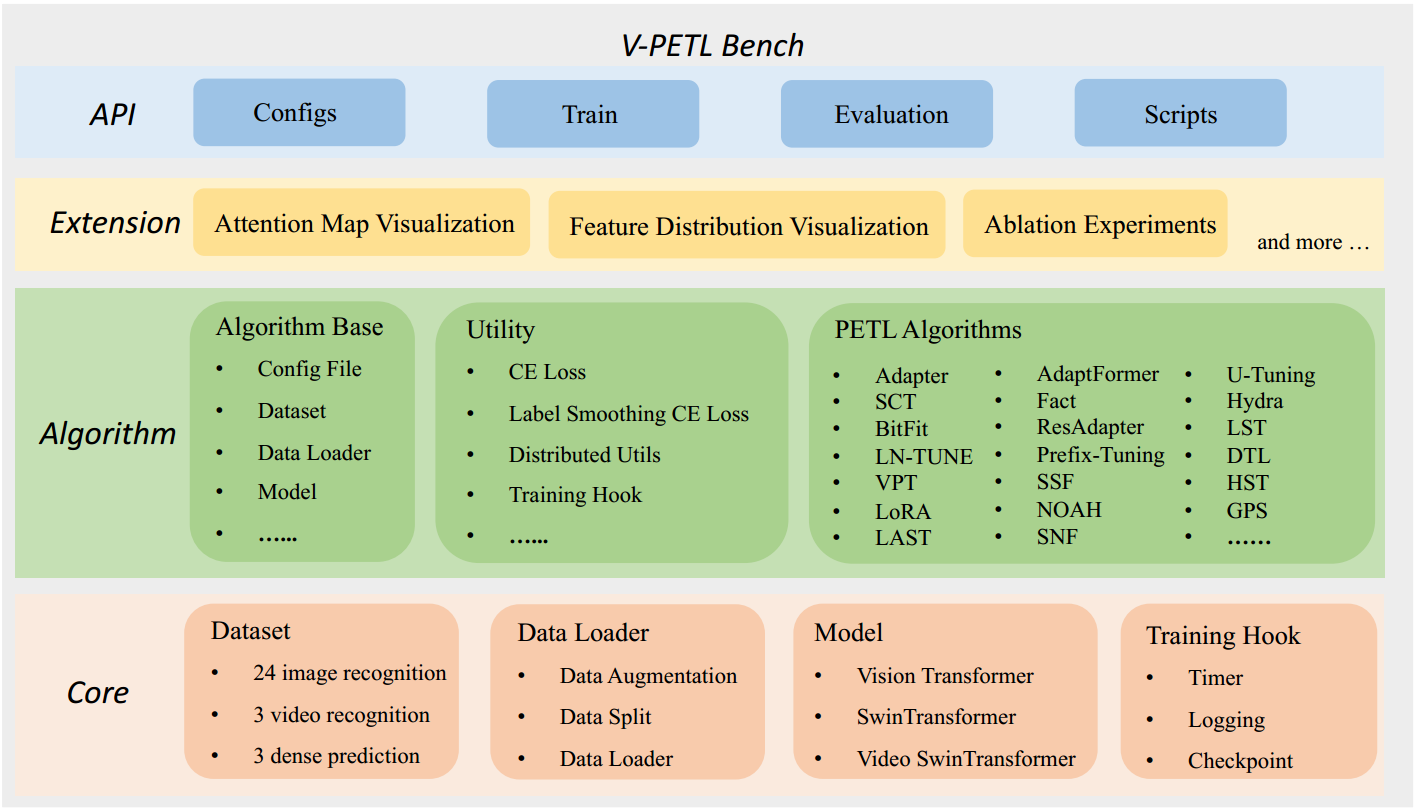 V-PETL Bench
API
Configs
Train
Evaluation
Scripts
Extension
Attention Map Visualization
Feature Distribution Visualization
Ablation Experiments
and more …
Algorithm
Algorithm Base
• Config File
• Dataset
• Data Loader
• Model
• …...
Utility
• CE Loss
• Label Smoothing CE Loss
• Distributed Utils
• Training Hook
• …...
PETL Algorithms
• Adapter
• SCT
• BitFit
• LN-TUNE
• VPT
• LoRA
• LAST
• AdaptFormer
• Fact
• ResAdapter
• Prefix-Tuning
• SSF
• NOAH
• SNF
• U-Tuning
• Hydra
• LST
• DTL
• HST
• GPS
• ……
Core
Dataset
• 24 image recognition
• 3 video recognition
• 3 dense prediction
Data Loader
• Data Augmentation
• Data Split
• Data Loader
Model
• Vision Transformer
• SwinTransformer
• Video SwinTransformer
Training Hook
• Timer
• Logging
• Checkpoint